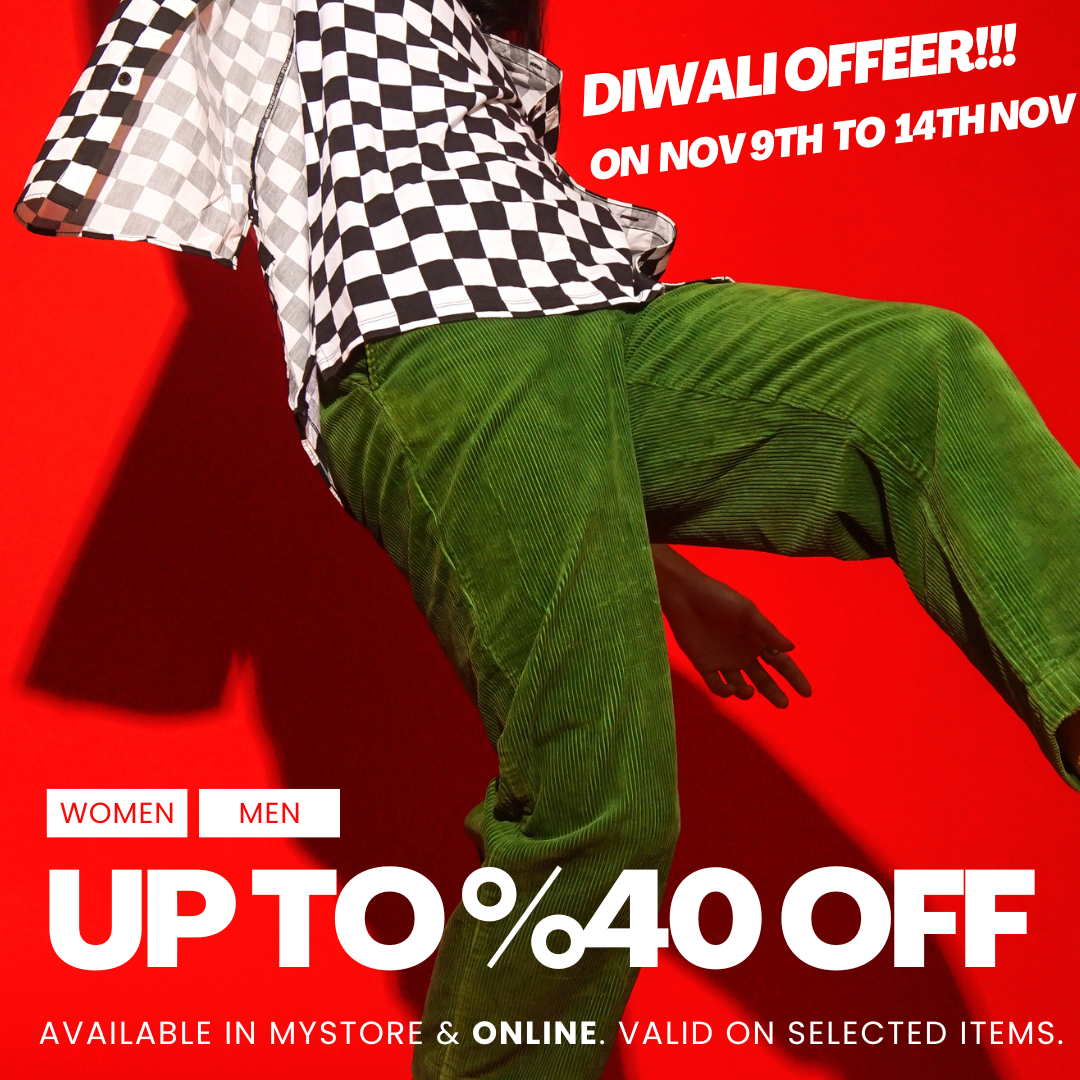 DIWALI OFFEER!!!
ON NOV 9TH TO 14TH NOV
WOMEN MEN
UP TO %40 OFF
AVAILABLE IN MYSTORE & ONLINE. VALID ON SELECTED ITEMS.